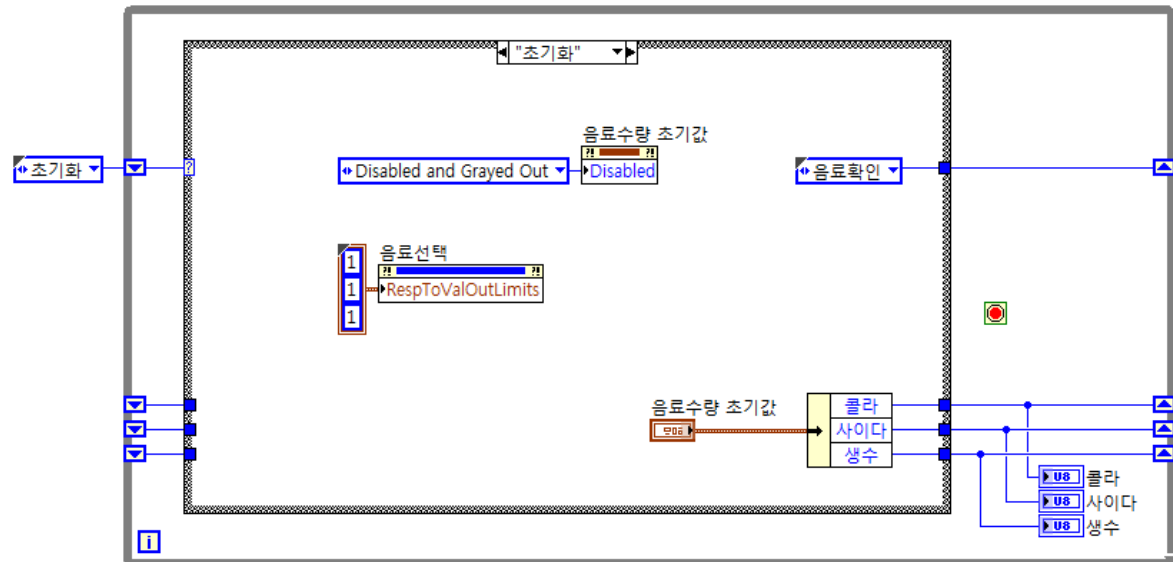 "초기화"
음료수량 초기값
초기화
?
Disabled and Grayed Out
Disabled
음료확인
음료선택
1
1
1
RespToValOutLimits
음료수량 초기값
콜라
사이다
생수
U8 콜라
U8 사이다
U8 생수
i